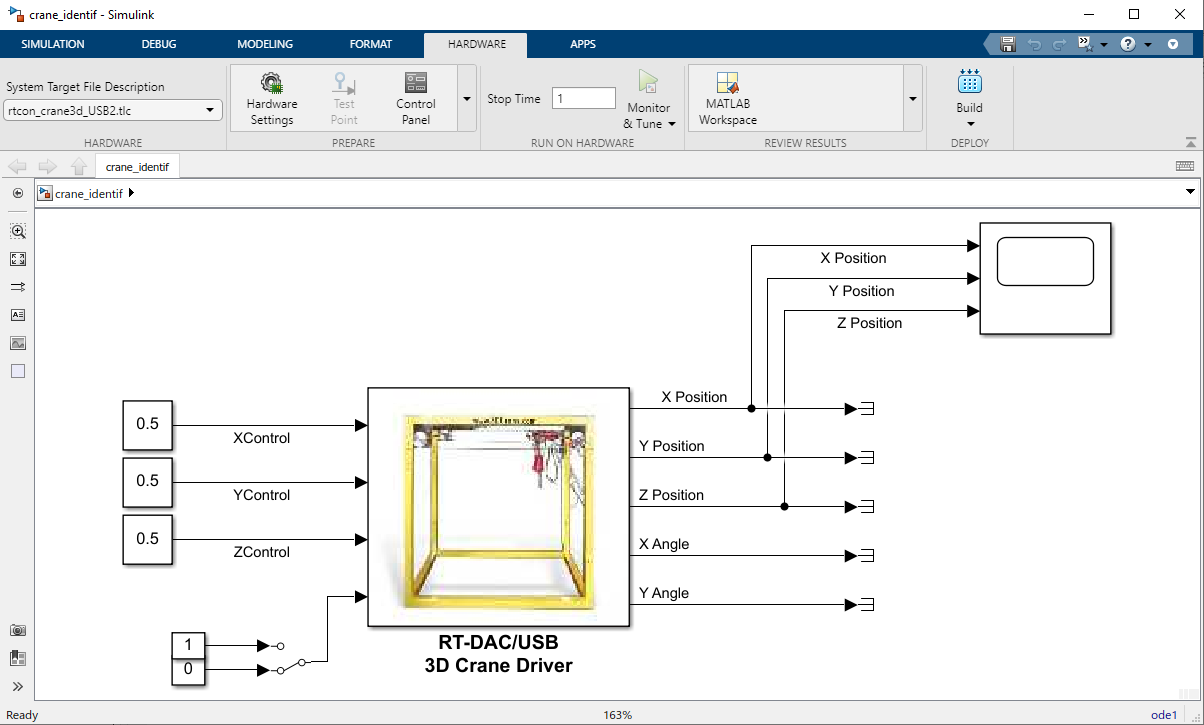 crane_identif - Simulink
SIMULATION
DEBUG
MODELING
FORMAT
HARDWARE
APPS
System Target File Description
rtcon_crane3d_USB2.tlc
HARDWARE
Hardware
Settings
Test
Point
Control
Panel
PREPARE
Stop Time
1
Monitor
& Tune
RUN ON HARDWARE
MATLAB
Workspace
REVIEW RESULTS
Build
DEPLOY
crane_identif
crane_identif
X Position
Y Position
Z Position
0.5
XControl
0.5
YControl
0.5
ZControl
1
0
X Position
Y Position
Z Position
X Angle
Y Angle
RT-DAC/USB
3D Crane Driver
Ready
163%
ode1